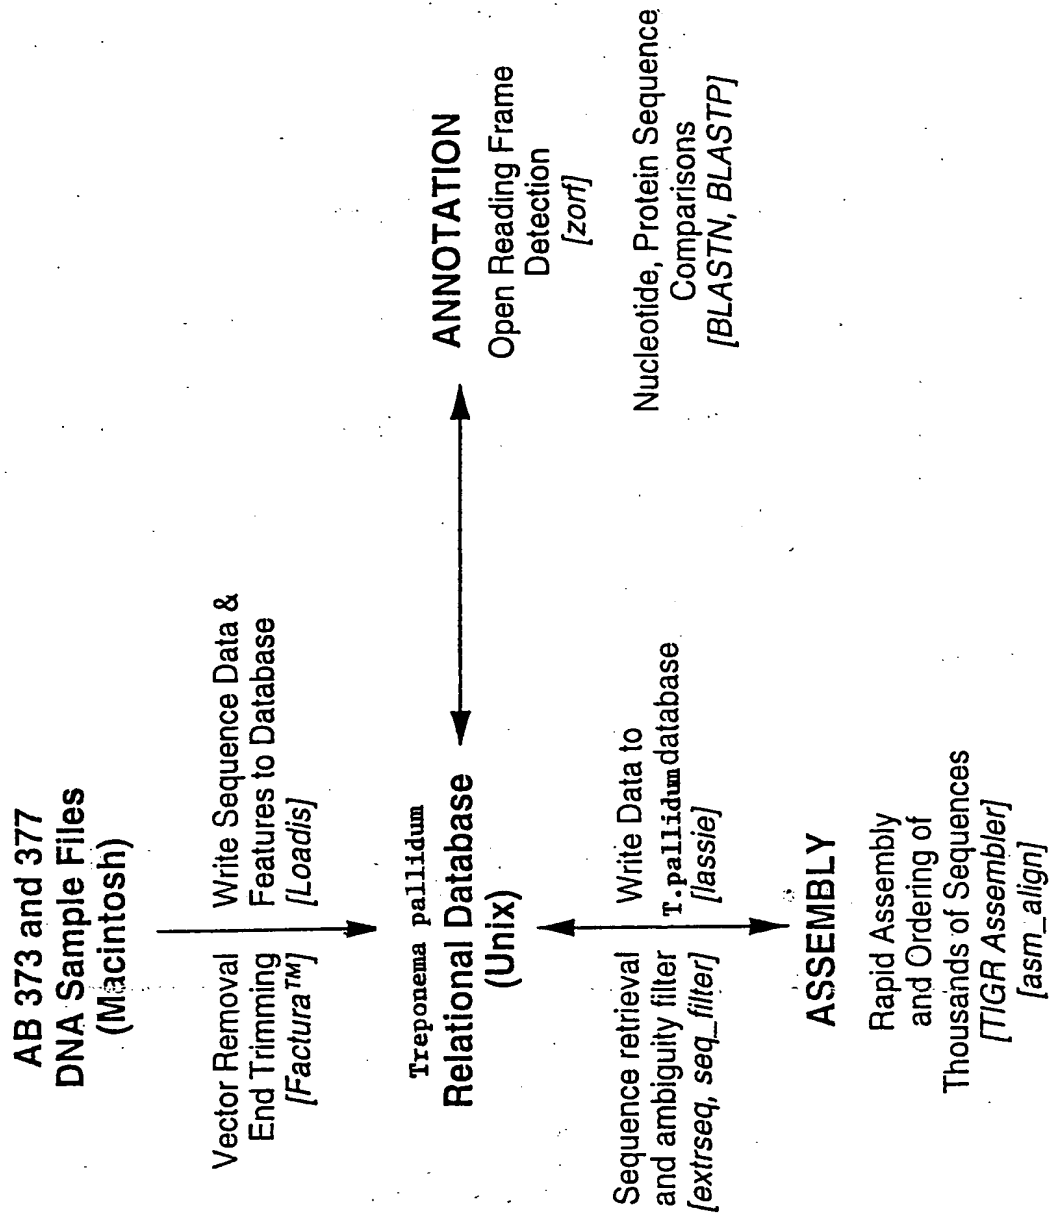 AB 373 and 377
DNA Sample Files
(Macintosh)
Vector Removal
End Trimming
[Factura™]
Write Sequence Data &
Features to Database
[Loadis]
Treponema pallidum
Relational Database
(Unix)
ANNOTATION
Open Reading Frame
Detection
[zorf]
Nucleotide, Protein Sequence
Comparisons
[BLASTN, BLASTP]
Sequence retrieval
and ambiguity filter
[extrseq, seq_filter]
Write Data to
T.pallidum database
[lassie]
ASSEMBLY
Rapid Assembly
and Ordering of
Thousands of Sequences
[TIGR Assembler]
[asm_align]